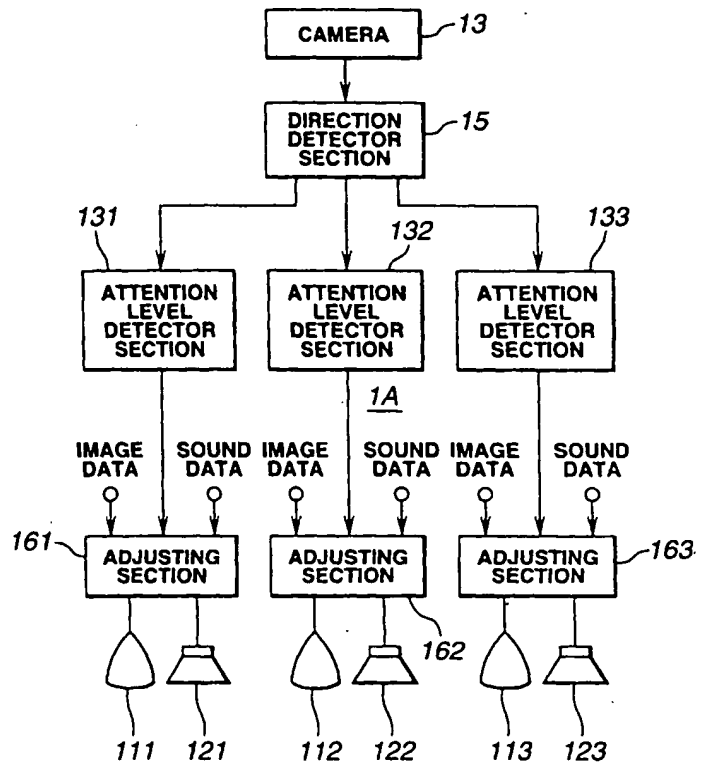 CAMERA
13
DIRECTION
DETECTOR
SECTION
15
131
132
133
ATTENTION
LEVEL
DETECTOR
SECTION
ATTENTION
LEVEL
DETECTOR
SECTION
ATTENTION
LEVEL
DETECTOR
SECTION
1A
IMAGE
DATA
SOUND
DATA
IMAGE
DATA
SOUND
DATA
IMAGE
DATA
SOUND
DATA
161
ADJUSTING
SECTION
ADJUSTING
SECTION
162
ADJUSTING
SECTION
163
111
121
112
122
113
123